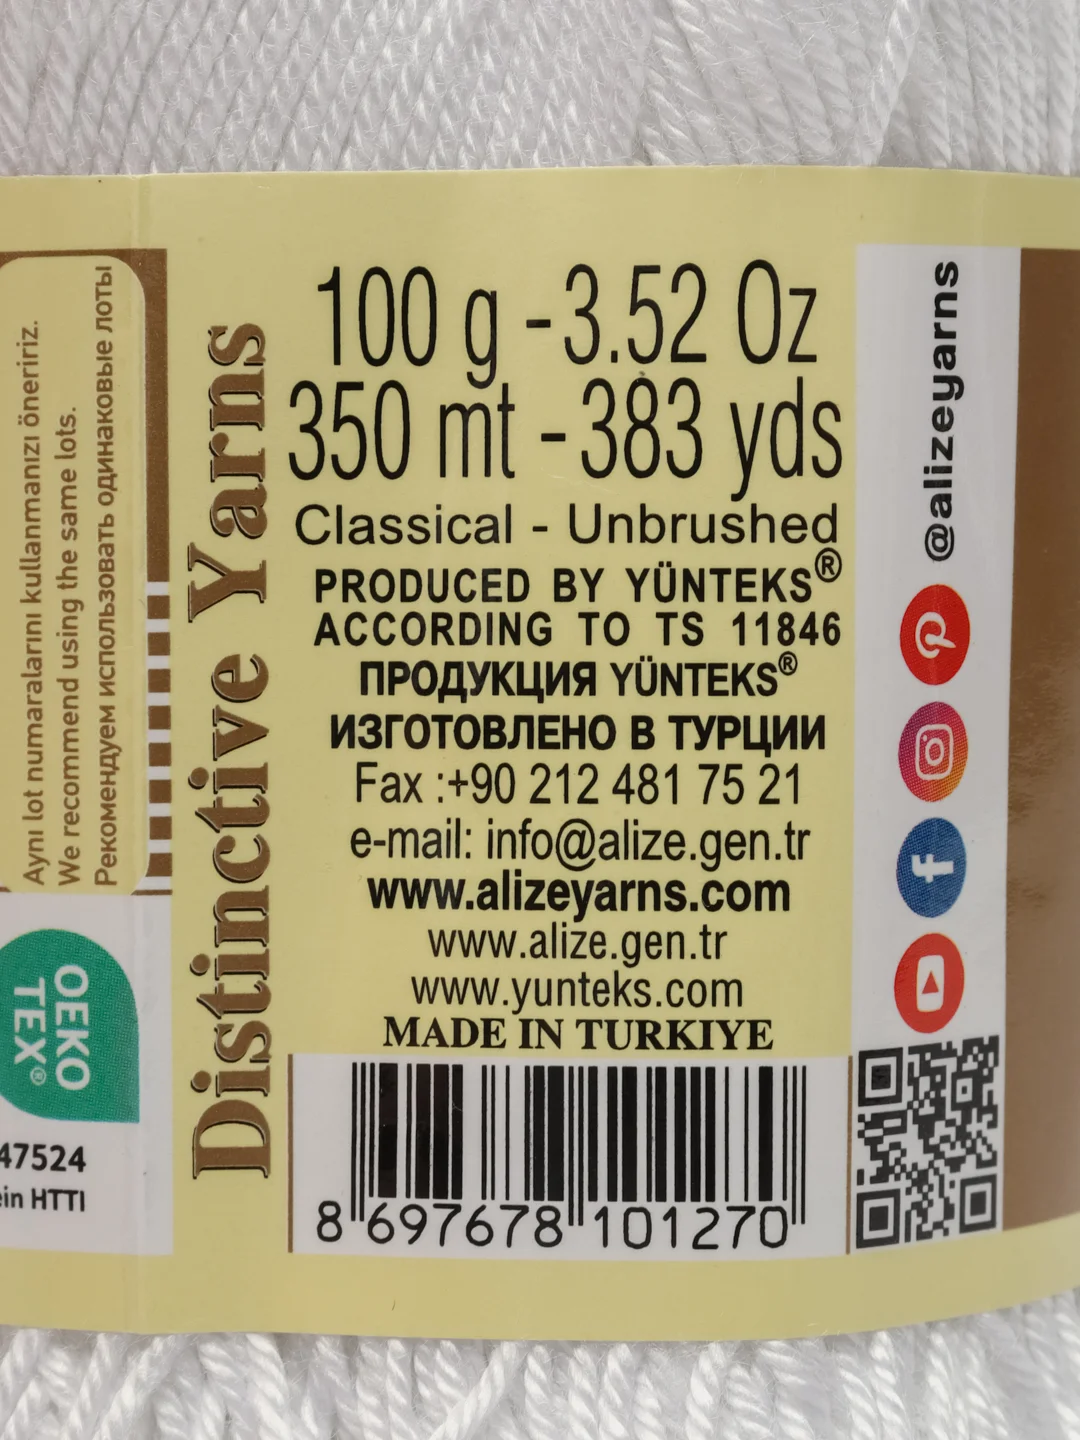 Aynı lot numaralarını kullanmanızı öneririz.
We recommend using the same lots.
Рекомендуем использовать одинаковые лоты
OEKO
TEX®
47524
ein HTTI
Distinctive Yarns
100 g - 3.52 Oz
350 mt - 383 yds
Classical - Unbrushed
PRODUCED BY YÜNTEKS®
ACCORDING TO TS 11846
ПРОДУКЦИЯ YÜNTEKS®
ИЗГОТОВЛЕНО В ТУРЦИИ
Fax :+90 212 481 75 21
e-mail: info@alize.gen.tr
www.alizeyarns.com
www.alize.gen.tr
www.yunteks.com
MADE IN TURKIYE
8 697678 101270
@alizeyarns